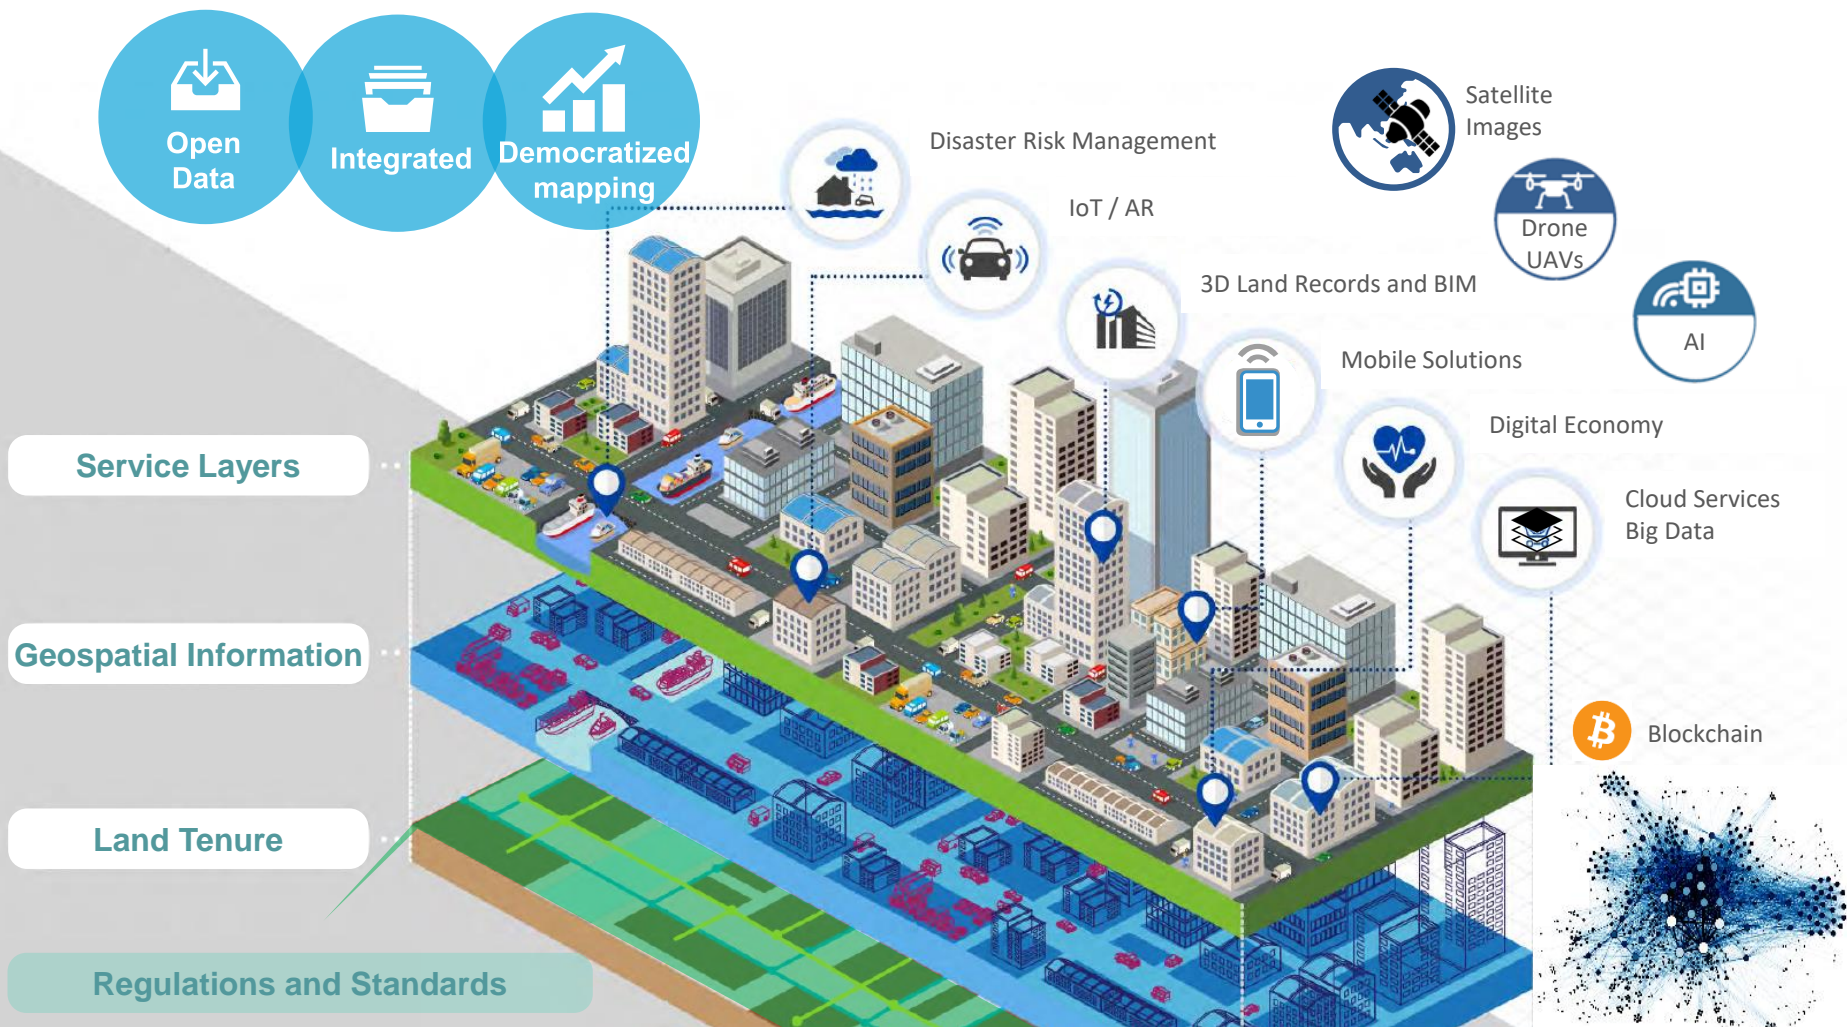 Open
Data
Integrated
Democratized
mapping
Disaster Risk Management
IoT / AR
3D Land Records and BIM
Mobile Solutions
Digital Economy
Cloud Services
Big Data
Satellite
Images
Drone
UAVs
AI
Blockchain
Service Layers
Geospatial Information
Land Tenure
Regulations and Standards